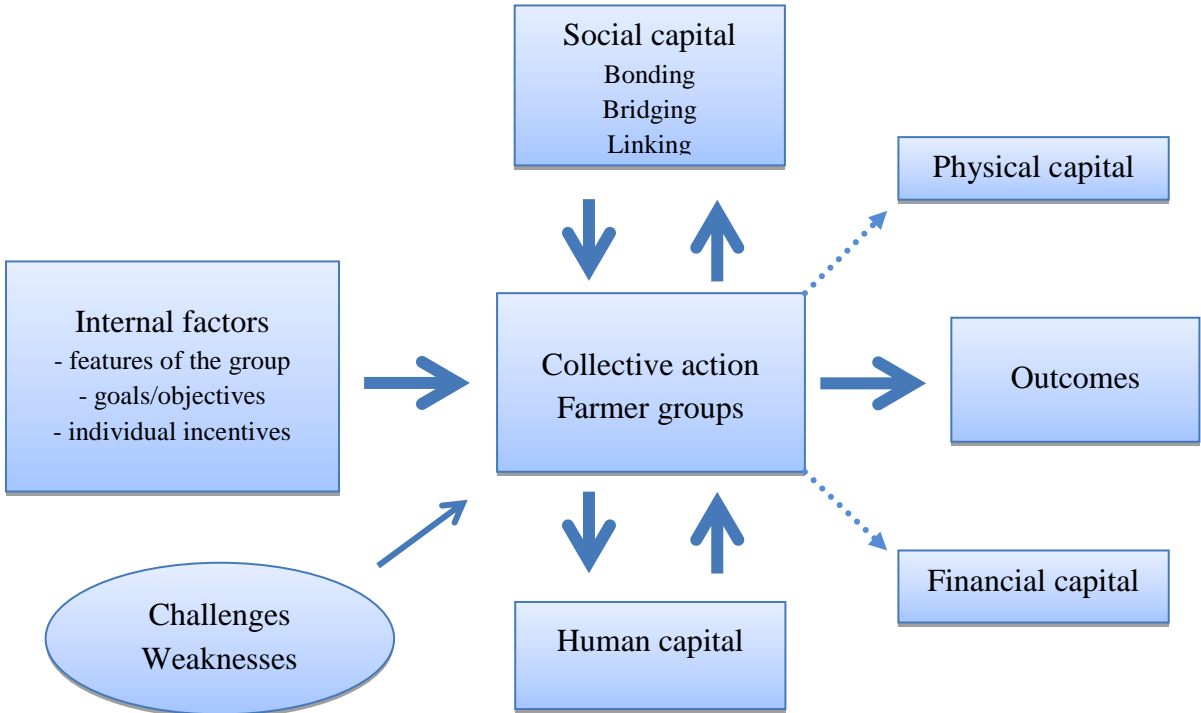 Social capital
Bonding
Bridging
Linking
Physical capital
Internal factors
- features of the group
- goals/objectives
- individual incentives
Collective action
Farmer groups
Outcomes
Challenges
Weaknesses
Human capital
Financial capital